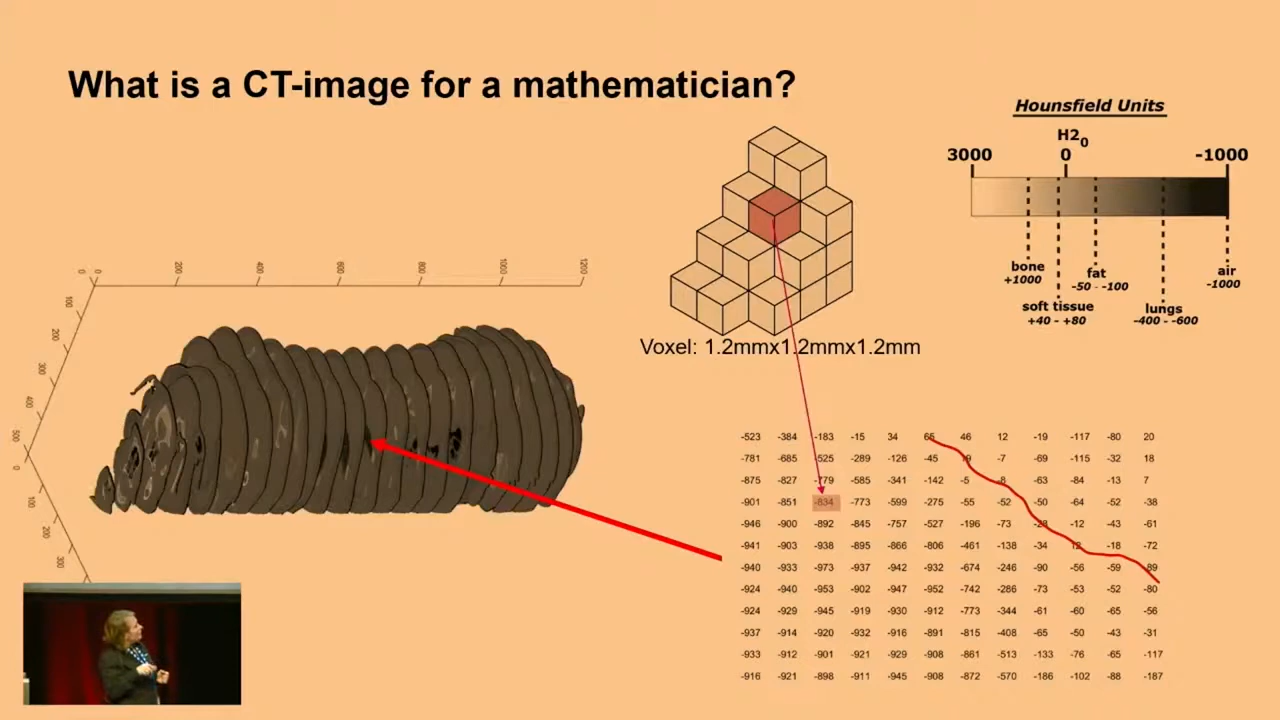 What is a CT-image for a mathematician?
Hounsfield Units
H2O
3000 0 -1000
bone
+1000
fat
-50 - -100
air
-1000
soft tissue
+40 - +80
lungs
-400 - -600
Voxel: 1.2mmx1.2mmx1.2mm
0 200 400 600 800 1000 1200
0 100 200 300 400 500
0 100 200 300
-523 -384 -183 -15 34 65 46 12 -19 -117 -80 20
-781 -685 -525 -289 -126 -45 -9 -7 -69 -115 -32 18
-875 -827 -779 -585 -341 -142 -5 -8 -63 -84 -13 7
-901 -851 -834 -773 -599 -275 -55 -52 -50 -64 -52 -38
-946 -900 -892 -845 -757 -527 -196 -73 -28 -12 -43 -61
-941 -903 -938 -895 -866 -806 -461 -138 -34 12 -18 -72
-940 -933 -973 -937 -942 -932 -674 -246 -90 -56 -59 -89
-924 -940 -953 -902 -947 -952 -742 -286 -73 -53 -52 -80
-924 -929 -945 -919 -930 -912 -773 -344 -61 -60 -65 -56
-937 -914 -920 -932 -916 -891 -815 -408 -65 -50 -43 -31
-933 -912 -901 -921 -929 -908 -861 -513 -133 -76 -65 -117
-916 -921 -898 -911 -945 -908 -872 -570 -186 -102 -88 -187